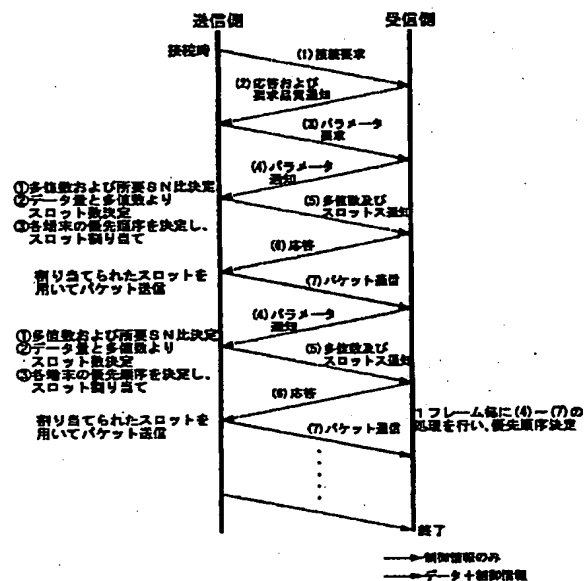 送信側
受信側
接続時
(1)接続要求
(2)応答および
要求品質通知
(3)パラメータ
要求
(4)パラメータ
通知
①多値数および所要SN比決定
②データ量と多値数より
スロット数決定
③各端末の優先順序を決定し、
スロット割り当て
(5)多値数及び
スロットス通知
(6)応答
割り当てられたスロットを
用いてパケット送信
(7)パケット送信
(4)パラメータ
通知
①多値数および所要SN比決定
②データ量と多値数より
スロット数決定
③各端末の優先順序を決定し、
スロット割り当て
(5)多値数及び
スロットス通知
(6)応答
割り当てられたスロットを
用いてパケット送信
(7)パケット送信
1フレーム毎に(4)〜(7)の
処理を行い、優先順序決定
終了
制御情報のみ
データ+制御情報